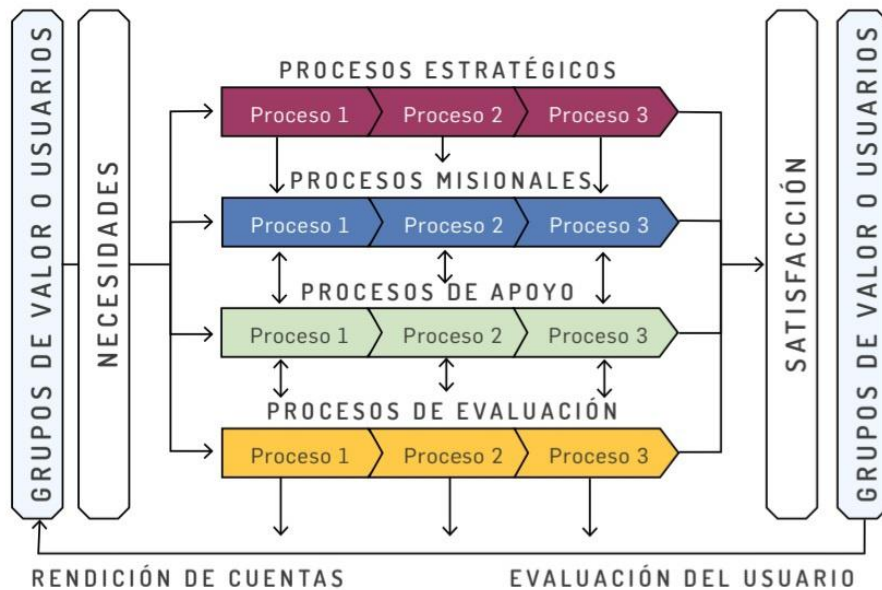 GRUPOS DE VALOR O USUARIOS
NECESIDADES
PROCESOS ESTRATÉGICOS
Proceso 1 Proceso 2 Proceso 3
PROCESOS MISIONALES
Proceso 1 Proceso 2 Proceso 3
PROCESOS DE APOYO
Proceso 1 Proceso 2 Proceso 3
PROCESOS DE EVALUACIÓN
Proceso 1 Proceso 2 Proceso 3
SATISFACCIÓN
GRUPOS DE VALOR O USUARIOS
RENDICIÓN DE CUENTAS
EVALUACIÓN DEL USUARIO